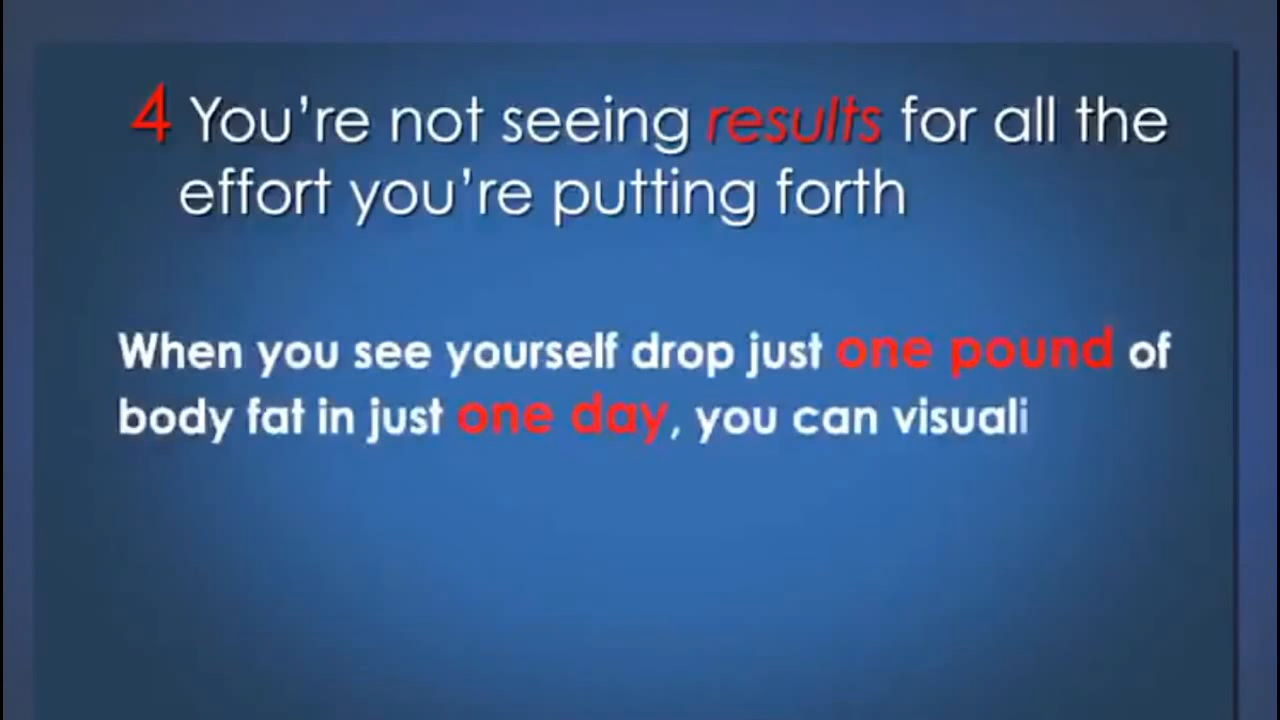 4 You're not seeing results for all the
effort you're putting forth
When you see yourself drop just one pound of
body fat in just one day, you can visuali